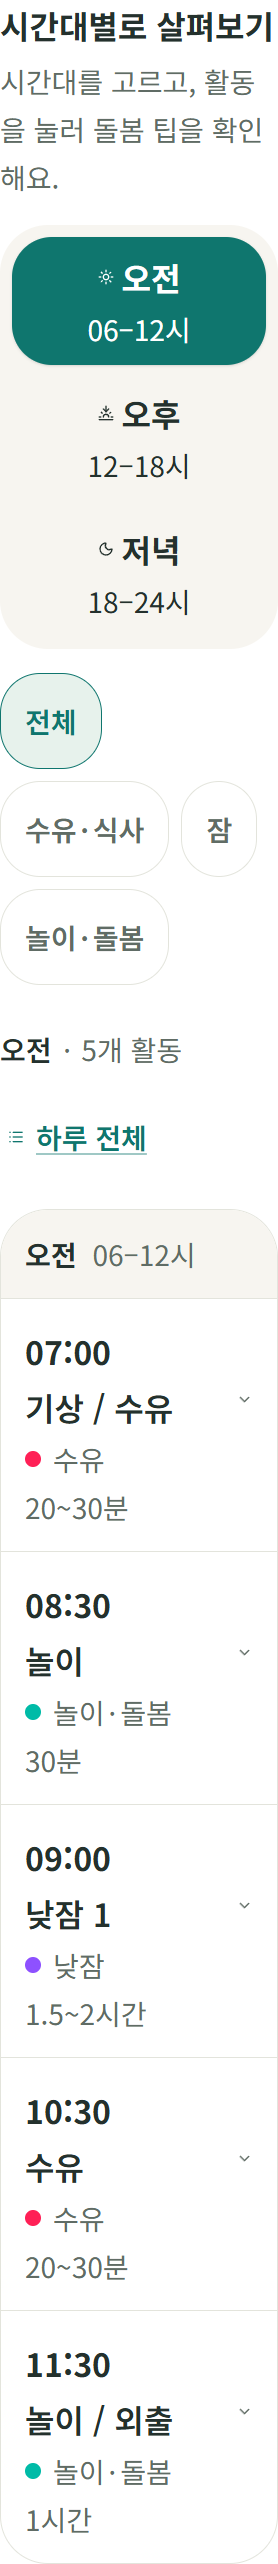 시간대별로 살펴보기
시간대를 고르고, 활동
을 눌러 돌봄 팁을 확인
해요.
오전
06–12시
오후
12–18시
저녁
18–24시
전체
수유·식사 잠
놀이·돌봄
오전 · 5개 활동
하루 전체
오전 06–12시
07:00
기상 / 수유
수유
20~30분
08:30
놀이
놀이·돌봄
30분
09:00
낮잠 1
낮잠
1.5~2시간
10:30
수유
수유
20~30분
11:30
놀이 / 외출
놀이·돌봄
1시간